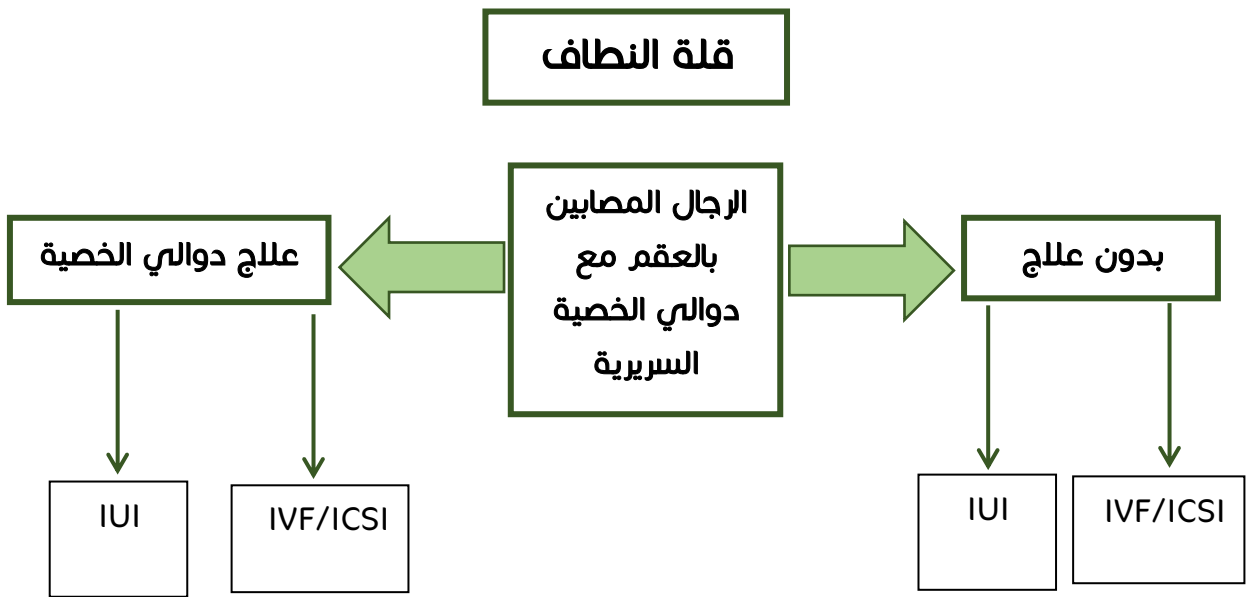 قلة النطاف
الرجال المصابين
بالعقم مع
دوالي الخصية
السريرية
بدون علاج
علاج دوالي الخصية
IUI
IVF/ICSI
IUI
IVF/ICSI